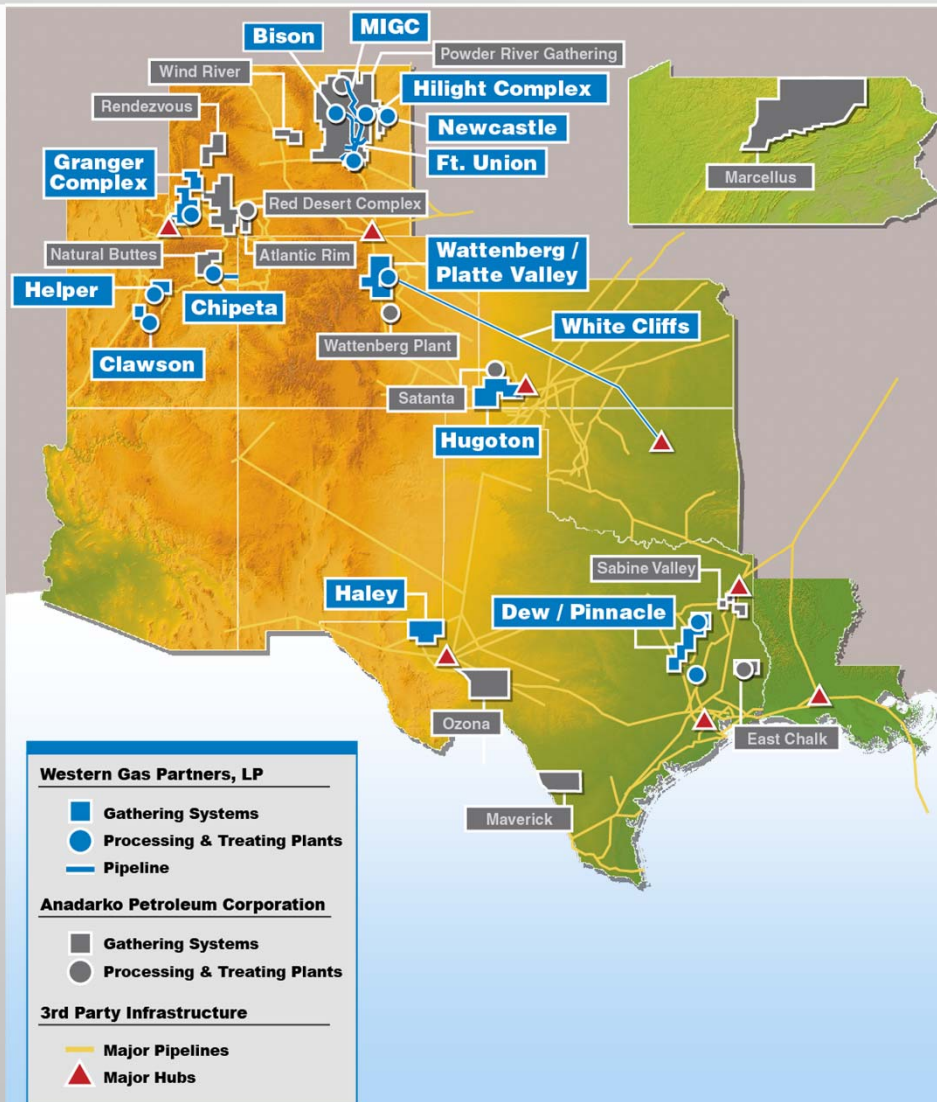 MIGC
Bison
Powder River Gathering
Wind River
Hilight Complex
Rendezvous
Newcastle
Ft. Union
Granger
Complex
Marcellus
Red Desert Complex
Natural Buttes
Atlantic Rim
Wattenberg /
Platte Valley
Helper
Chipeta
White Cliffs
Wattenberg Plant
Clawson
Satanta
Hugoton
Sabine Valley
Haley
Dew / Pinnacle
Ozona
East Chalk
Maverick
Western Gas Partners, LP
Gathering Systems
Processing & Treating Plants
Pipeline
Anadarko Petroleum Corporation
Gathering Systems
Processing & Treating Plants
3rd Party Infrastructure
Major Pipelines
Major Hubs